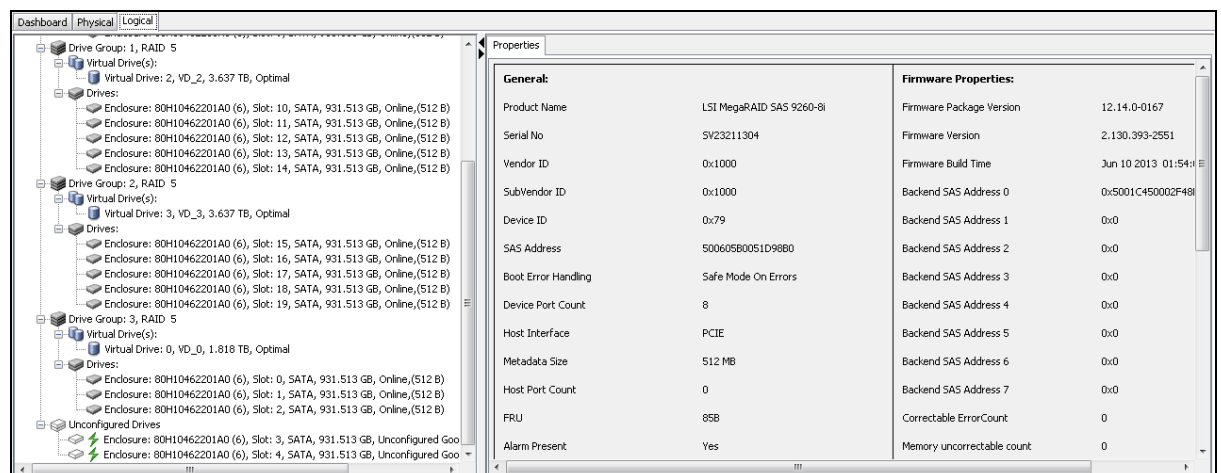 Dashboard Physical Logical
Drive Group: 1, RAID 5
Virtual Drive(s):
Virtual Drive: 2, VD_2, 3.637 TB, Optimal
Drives:
Enclosure: 80H10462201A0 (6), Slot: 10, SATA, 931.513 GB, Online,(512 B)
Enclosure: 80H10462201A0 (6), Slot: 11, SATA, 931.513 GB, Online,(512 B)
Enclosure: 80H10462201A0 (6), Slot: 12, SATA, 931.513 GB, Online,(512 B)
Enclosure: 80H10462201A0 (6), Slot: 13, SATA, 931.513 GB, Online,(512 B)
Enclosure: 80H10462201A0 (6), Slot: 14, SATA, 931.513 GB, Online,(512 B)
Drive Group: 2, RAID 5
Virtual Drive(s):
Virtual Drive: 3, VD_3, 3.637 TB, Optimal
Drives:
Enclosure: 80H10462201A0 (6), Slot: 15, SATA, 931.513 GB, Online,(512 B)
Enclosure: 80H10462201A0 (6), Slot: 16, SATA, 931.513 GB, Online,(512 B)
Enclosure: 80H10462201A0 (6), Slot: 17, SATA, 931.513 GB, Online,(512 B)
Enclosure: 80H10462201A0 (6), Slot: 18, SATA, 931.513 GB, Online,(512 B)
Enclosure: 80H10462201A0 (6), Slot: 19, SATA, 931.513 GB, Online,(512 B)
Drive Group: 3, RAID 5
Virtual Drive(s):
Virtual Drive: 0, VD_0, 1.818 TB, Optimal
Drives:
Enclosure: 80H10462201A0 (6), Slot: 0, SATA, 931.513 GB, Online,(512 B)
Enclosure: 80H10462201A0 (6), Slot: 1, SATA, 931.513 GB, Online,(512 B)
Enclosure: 80H10462201A0 (6), Slot: 2, SATA, 931.513 GB, Online,(512 B)
Unconfigured Drives
Enclosure: 80H10462201A0 (6), Slot: 3, SATA, 931.513 GB, Unconfigured Goo
Enclosure: 80H10462201A0 (6), Slot: 4, SATA, 931.513 GB, Unconfigured Goo
Properties
General:
Product Name LSI MegaRAID SAS 9260-8i
Serial No SV23211304
Vendor ID 0x1000
SubVendor ID 0x1000
Device ID 0x79
SAS Address 500605B0051D98B0
Boot Error Handling Safe Mode On Errors
Device Port Count 8
Host Interface PCIE
Metadata Size 512 MB
Host Port Count 0
FRU 85B
Alarm Present Yes
Firmware Properties:
Firmware Package Version 12.14.0-0167
Firmware Version 2.130.393-2551
Firmware Build Time Jun 10 2013 01:54:
Backend SAS Address 0 0x5001C450002F48
Backend SAS Address 1 0x0
Backend SAS Address 2 0x0
Backend SAS Address 3 0x0
Backend SAS Address 4 0x0
Backend SAS Address 5 0x0
Backend SAS Address 6 0x0
Backend SAS Address 7 0x0
Correctable ErrorCount 0
Memory uncorrectable count 0